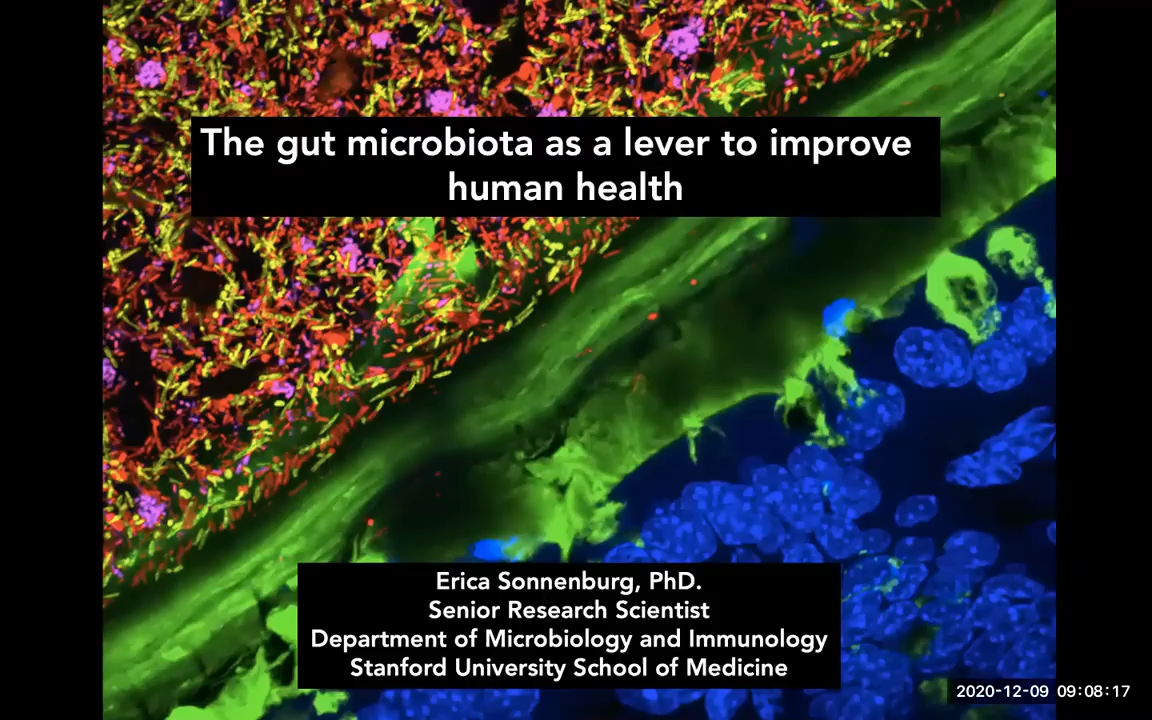 The gut microbiota as a lever to improve
human health
Erica Sonnenburg, PhD.
Senior Research Scientist
Department of Microbiology and Immunology
Stanford University School of Medicine
2020-12-09 09:08:17